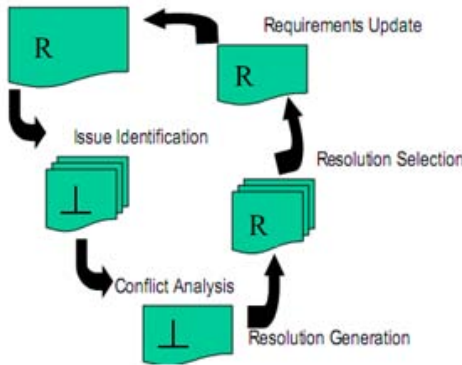 R
Requirements Update
R
Issue Identification
Resolution Selection
⊥
R
Conflict Analysis
⊥
Resolution Generation